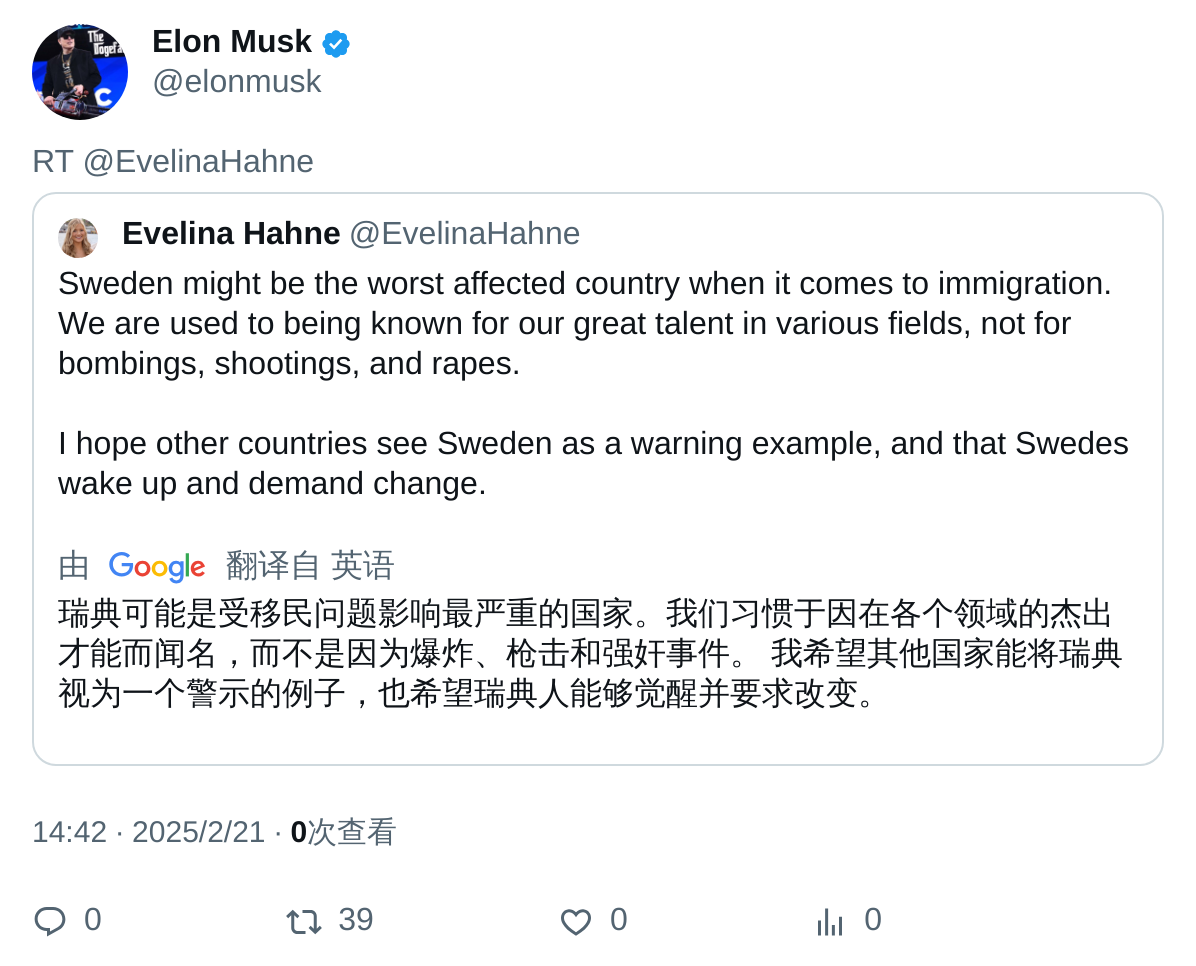 The
Dogefa
Elon Musk
@elonmusk
RT @EvelinaHahne
Evelina Hahne @EvelinaHahne
Sweden might be the worst affected country when it comes to immigration.
We are used to being known for our great talent in various fields, not for
bombings, shootings, and rapes.
I hope other countries see Sweden as a warning example, and that Swedes
wake up and demand change.
由 Google 翻译自 英语
瑞典可能是受移民问题影响最严重的国家。我们习惯于因在各个领域的杰出
才能而闻名，而不是因为爆炸、枪击和强奸事件。 我希望其他国家能将瑞典
视为一个警示的例子，也希望瑞典人能够觉醒并要求改变。
14:42 · 2025/2/21 · 0次查看
0 39 0 0